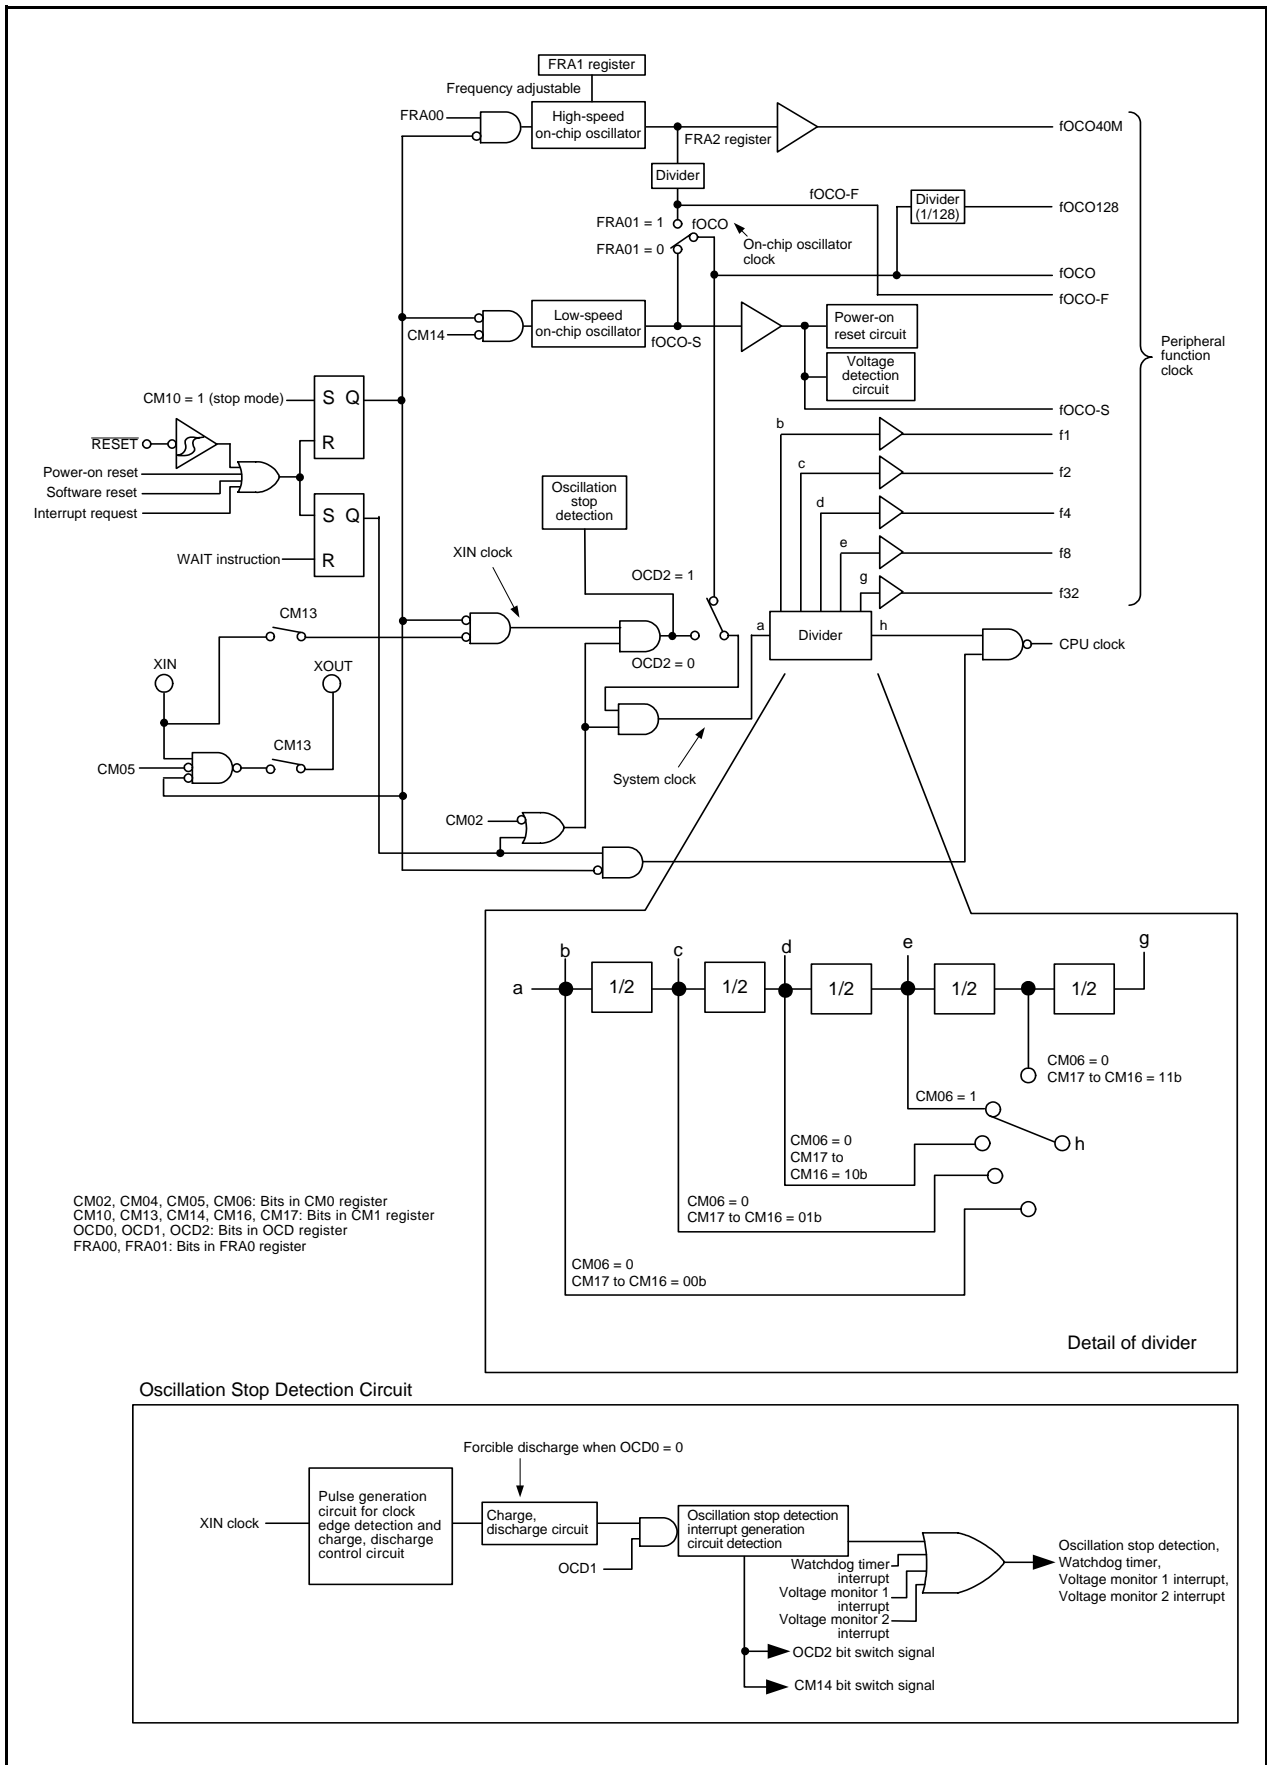 FRA1 register
Frequency adjustable
FRA00
High-speed
on-chip oscillator
FRA2 register
fOCO40M
Divider
fOCO-F
Divider
(1/128)
fOCO128
FRA01 = 1
fOCO
FRA01 = 0
On-chip oscillator
clock
fOCO
fOCO-F
Low-speed
on-chip oscillator
CM14
fOCO-S
Power-on
reset circuit
Voltage
detection
circuit
Peripheral
function
clock
fOCO-S
CM10 = 1 (stop mode)
S Q
R
RESET
Power-on reset
Software reset
Interrupt request
S Q
R
WAIT instruction
b
f1
c
f2
d
f4
e
f8
g
f32
Oscillation
stop
detection
XIN clock
OCD2 = 1
OCD2 = 0
a
Divider
h
CPU clock
CM13
XIN
XOUT
CM13
CM05
System clock
CM02
b
c
d
e
g
a
1/2
1/2
1/2
1/2
1/2
CM06 = 0
CM17 to CM16 = 11b
CM06 = 1
h
CM06 = 0
CM17 to
CM16 = 10b
CM06 = 0
CM17 to CM16 = 01b
CM06 = 0
CM17 to CM16 = 00b
Detail of divider
CM02, CM04, CM05, CM06: Bits in CM0 register
CM10, CM13, CM14, CM16, CM17: Bits in CM1 register
OCD0, OCD1, OCD2: Bits in OCD register
FRA00, FRA01: Bits in FRA0 register
Oscillation Stop Detection Circuit
Forcible discharge when OCD0 = 0
XIN clock
Pulse generation
circuit for clock
edge detection and
charge, discharge
control circuit
Charge,
discharge circuit
OCD1
Oscillation stop detection
interrupt generation
circuit detection
Watchdog timer
interrupt
Voltage monitor 1
interrupt
Voltage monitor 2
interrupt
Oscillation stop detection,
Watchdog timer,
Voltage monitor 1 interrupt,
Voltage monitor 2 interrupt
OCD2 bit switch signal
CM14 bit switch signal